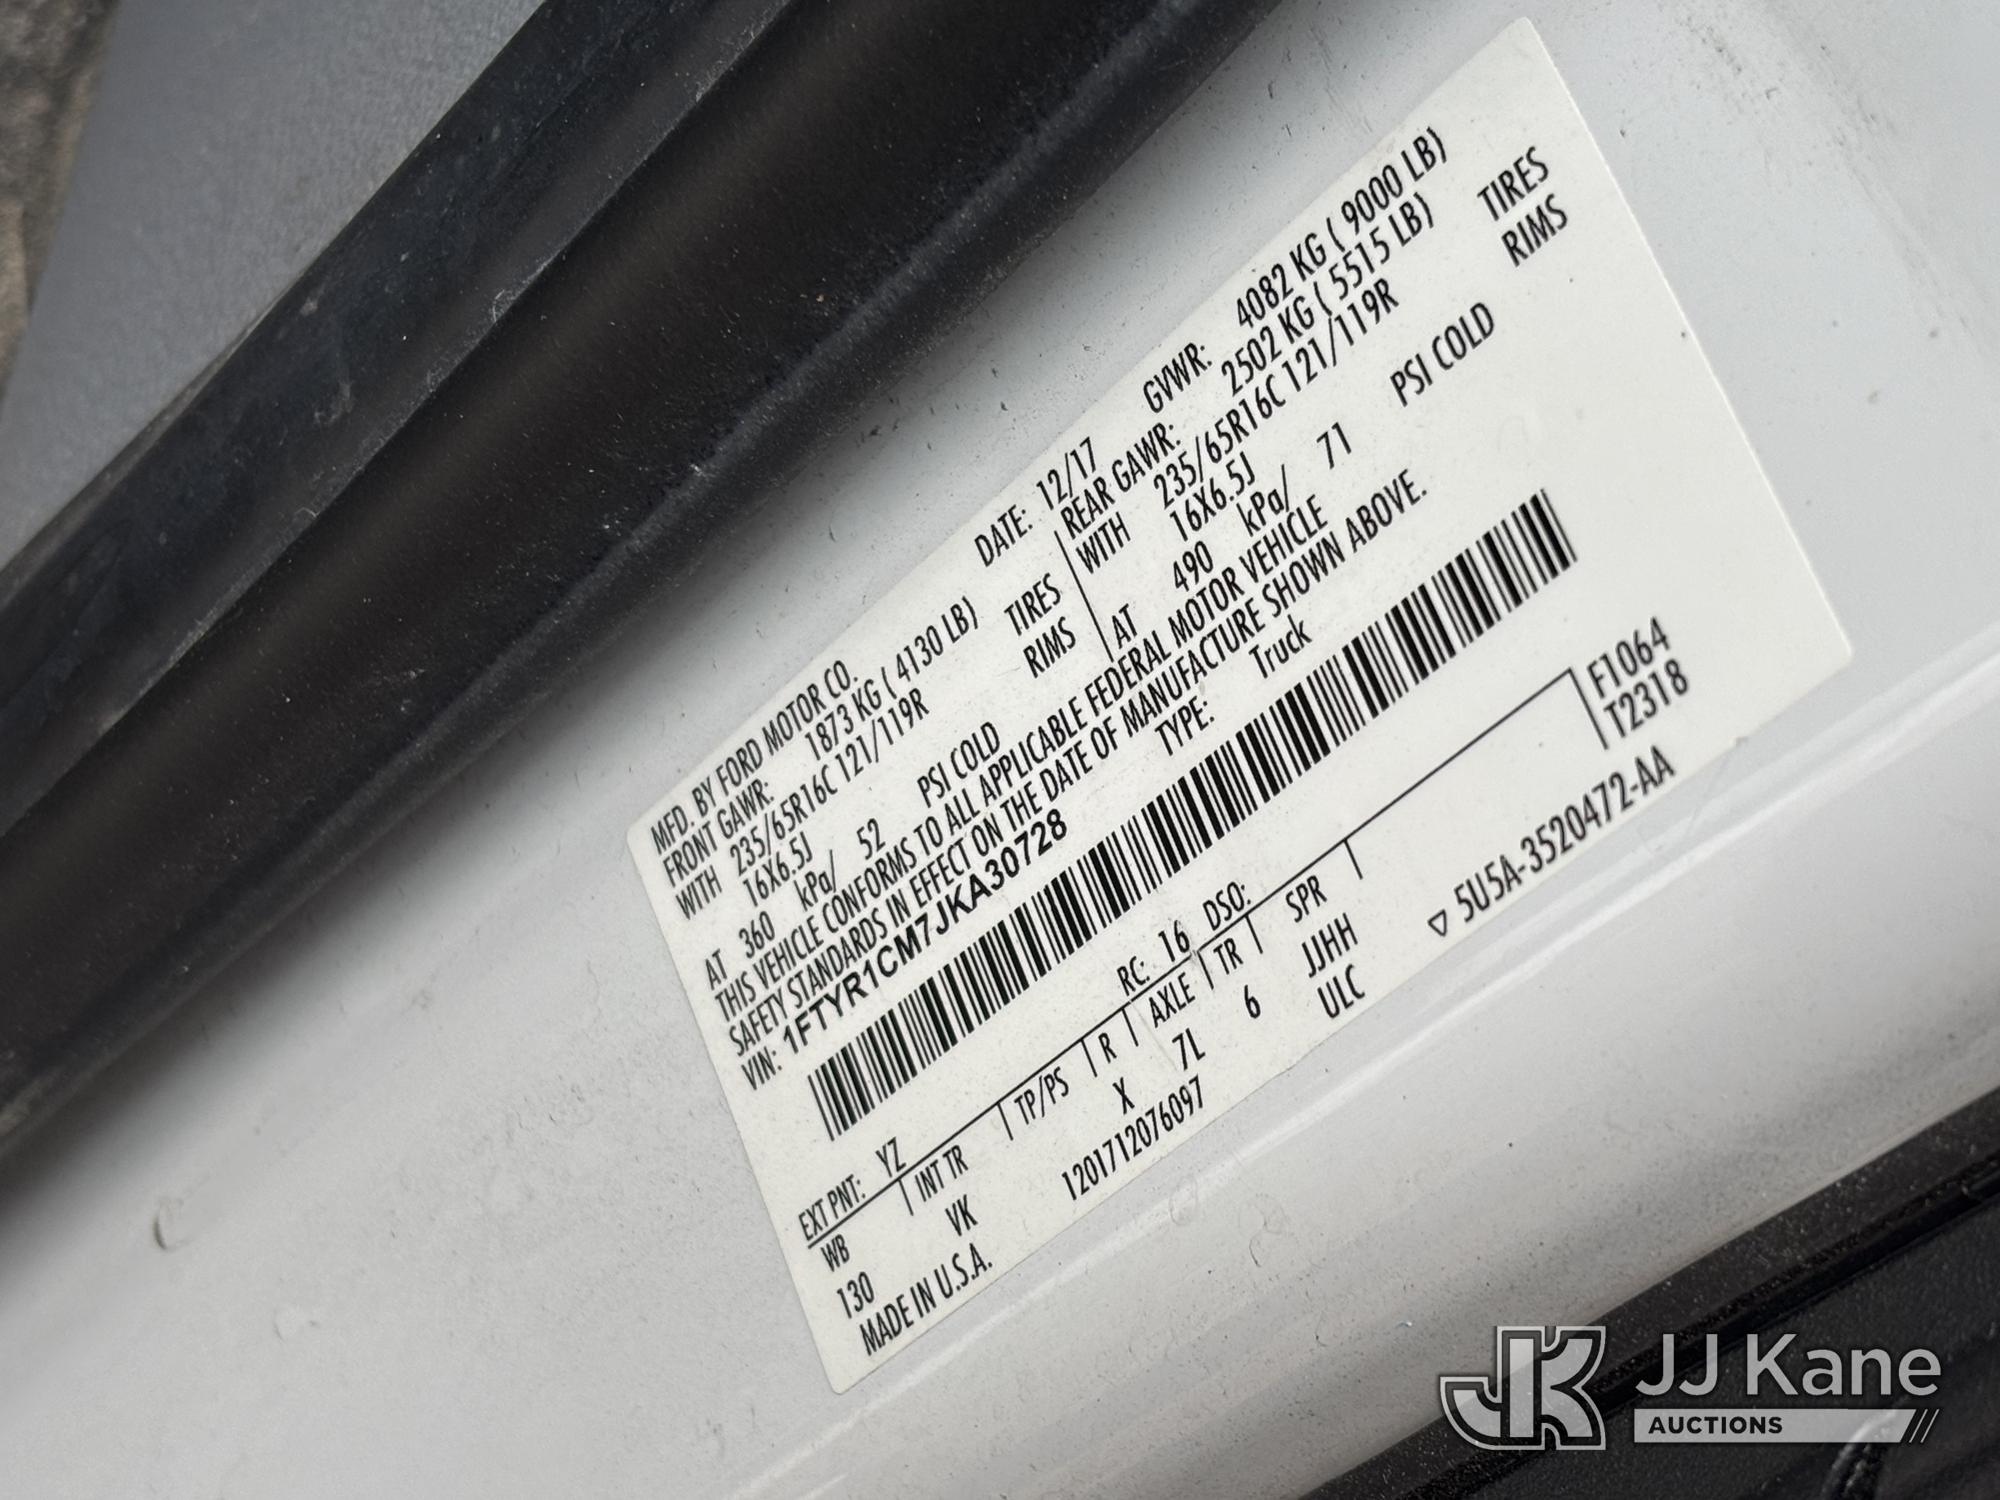 MFD. BY FORD MOTOR CO.
DATE: 12/17
GVWR: 4082 KG ( 9000 LB)
FRONT GAWR: 1873 KG ( 4130 LB)
REAR GAWR: 2502 KG ( 5515 LB)
WITH 235/65R16C 121/119R TIRES
WITH 235/65R16C 121/119R TIRES
16X6.5J RIMS
16X6.5J RIMS
AT 360 kPa/ 52 PSI COLD
AT 490 kPa/ 71 PSI COLD
THIS VEHICLE CONFORMS TO ALL APPLICABLE FEDERAL MOTOR VEHICLE
SAFETY STANDARDS IN EFFECT ON THE DATE OF MANUFACTURE SHOWN ABOVE.
VIN: 1FTYR1CM7JKA30728
TYPE: Truck
EXT PNT: YZ RC: 16 DSO: F1064
WB INT TR TP/PS R AXLE TR SPR T2318
130 VK X 7L 6 JJHH
ULC
MADE IN U.S.A.
1201712076097
▽ 5U5A-3520472-AA
JK JJ Kane
AUCTIONS